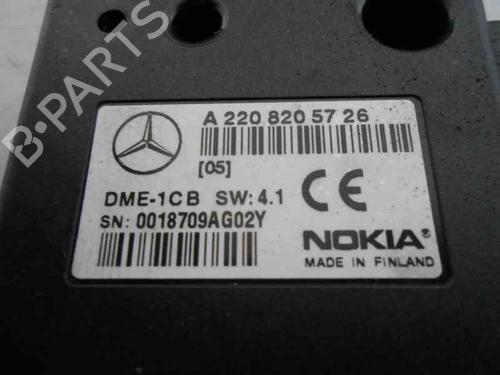 A 220 820 57 26
[05]
DME-1CB SW: 4.1
SN: 0018709AG02Y
CE
NOKIA®
MADE IN FINLAND
B-PARTS